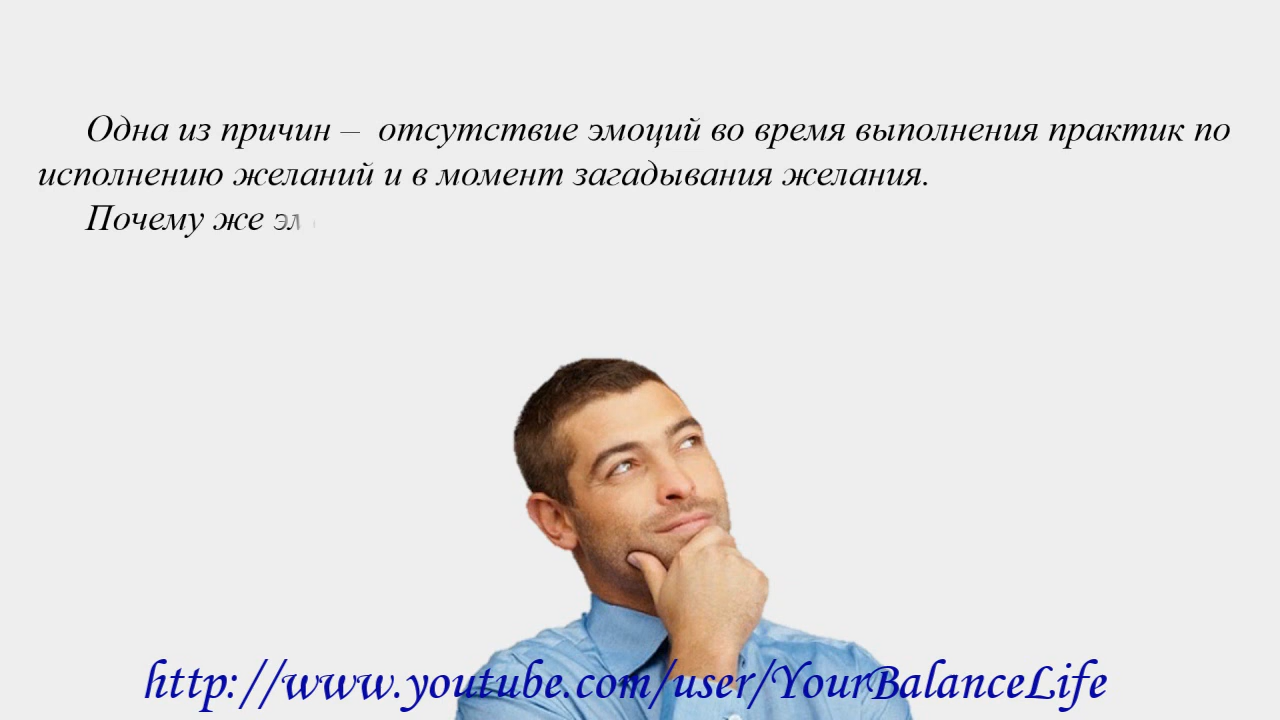 Одна из причин – отсутствие эмоций во время выполнения практик по
исполнению желаний и в момент загадывания желания.
Почему же
http://www.youtube.com/user/YourBalanceLife